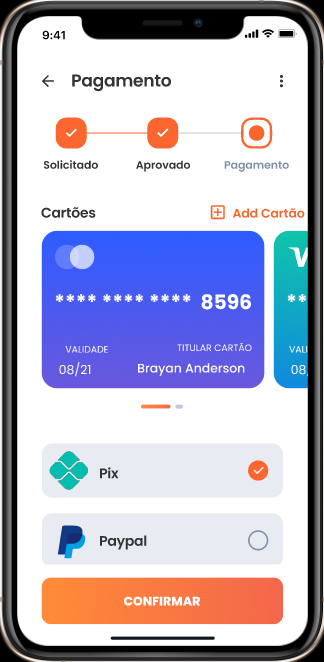 9:41
Pagamento
Solicitado Aprovado Pagamento
Cartões Add Cartão
**** **** **** 8596
VALIDADE TITULAR CARTÃO
08/21 Brayan Anderson
Pix
Paypal
CONFIRMAR